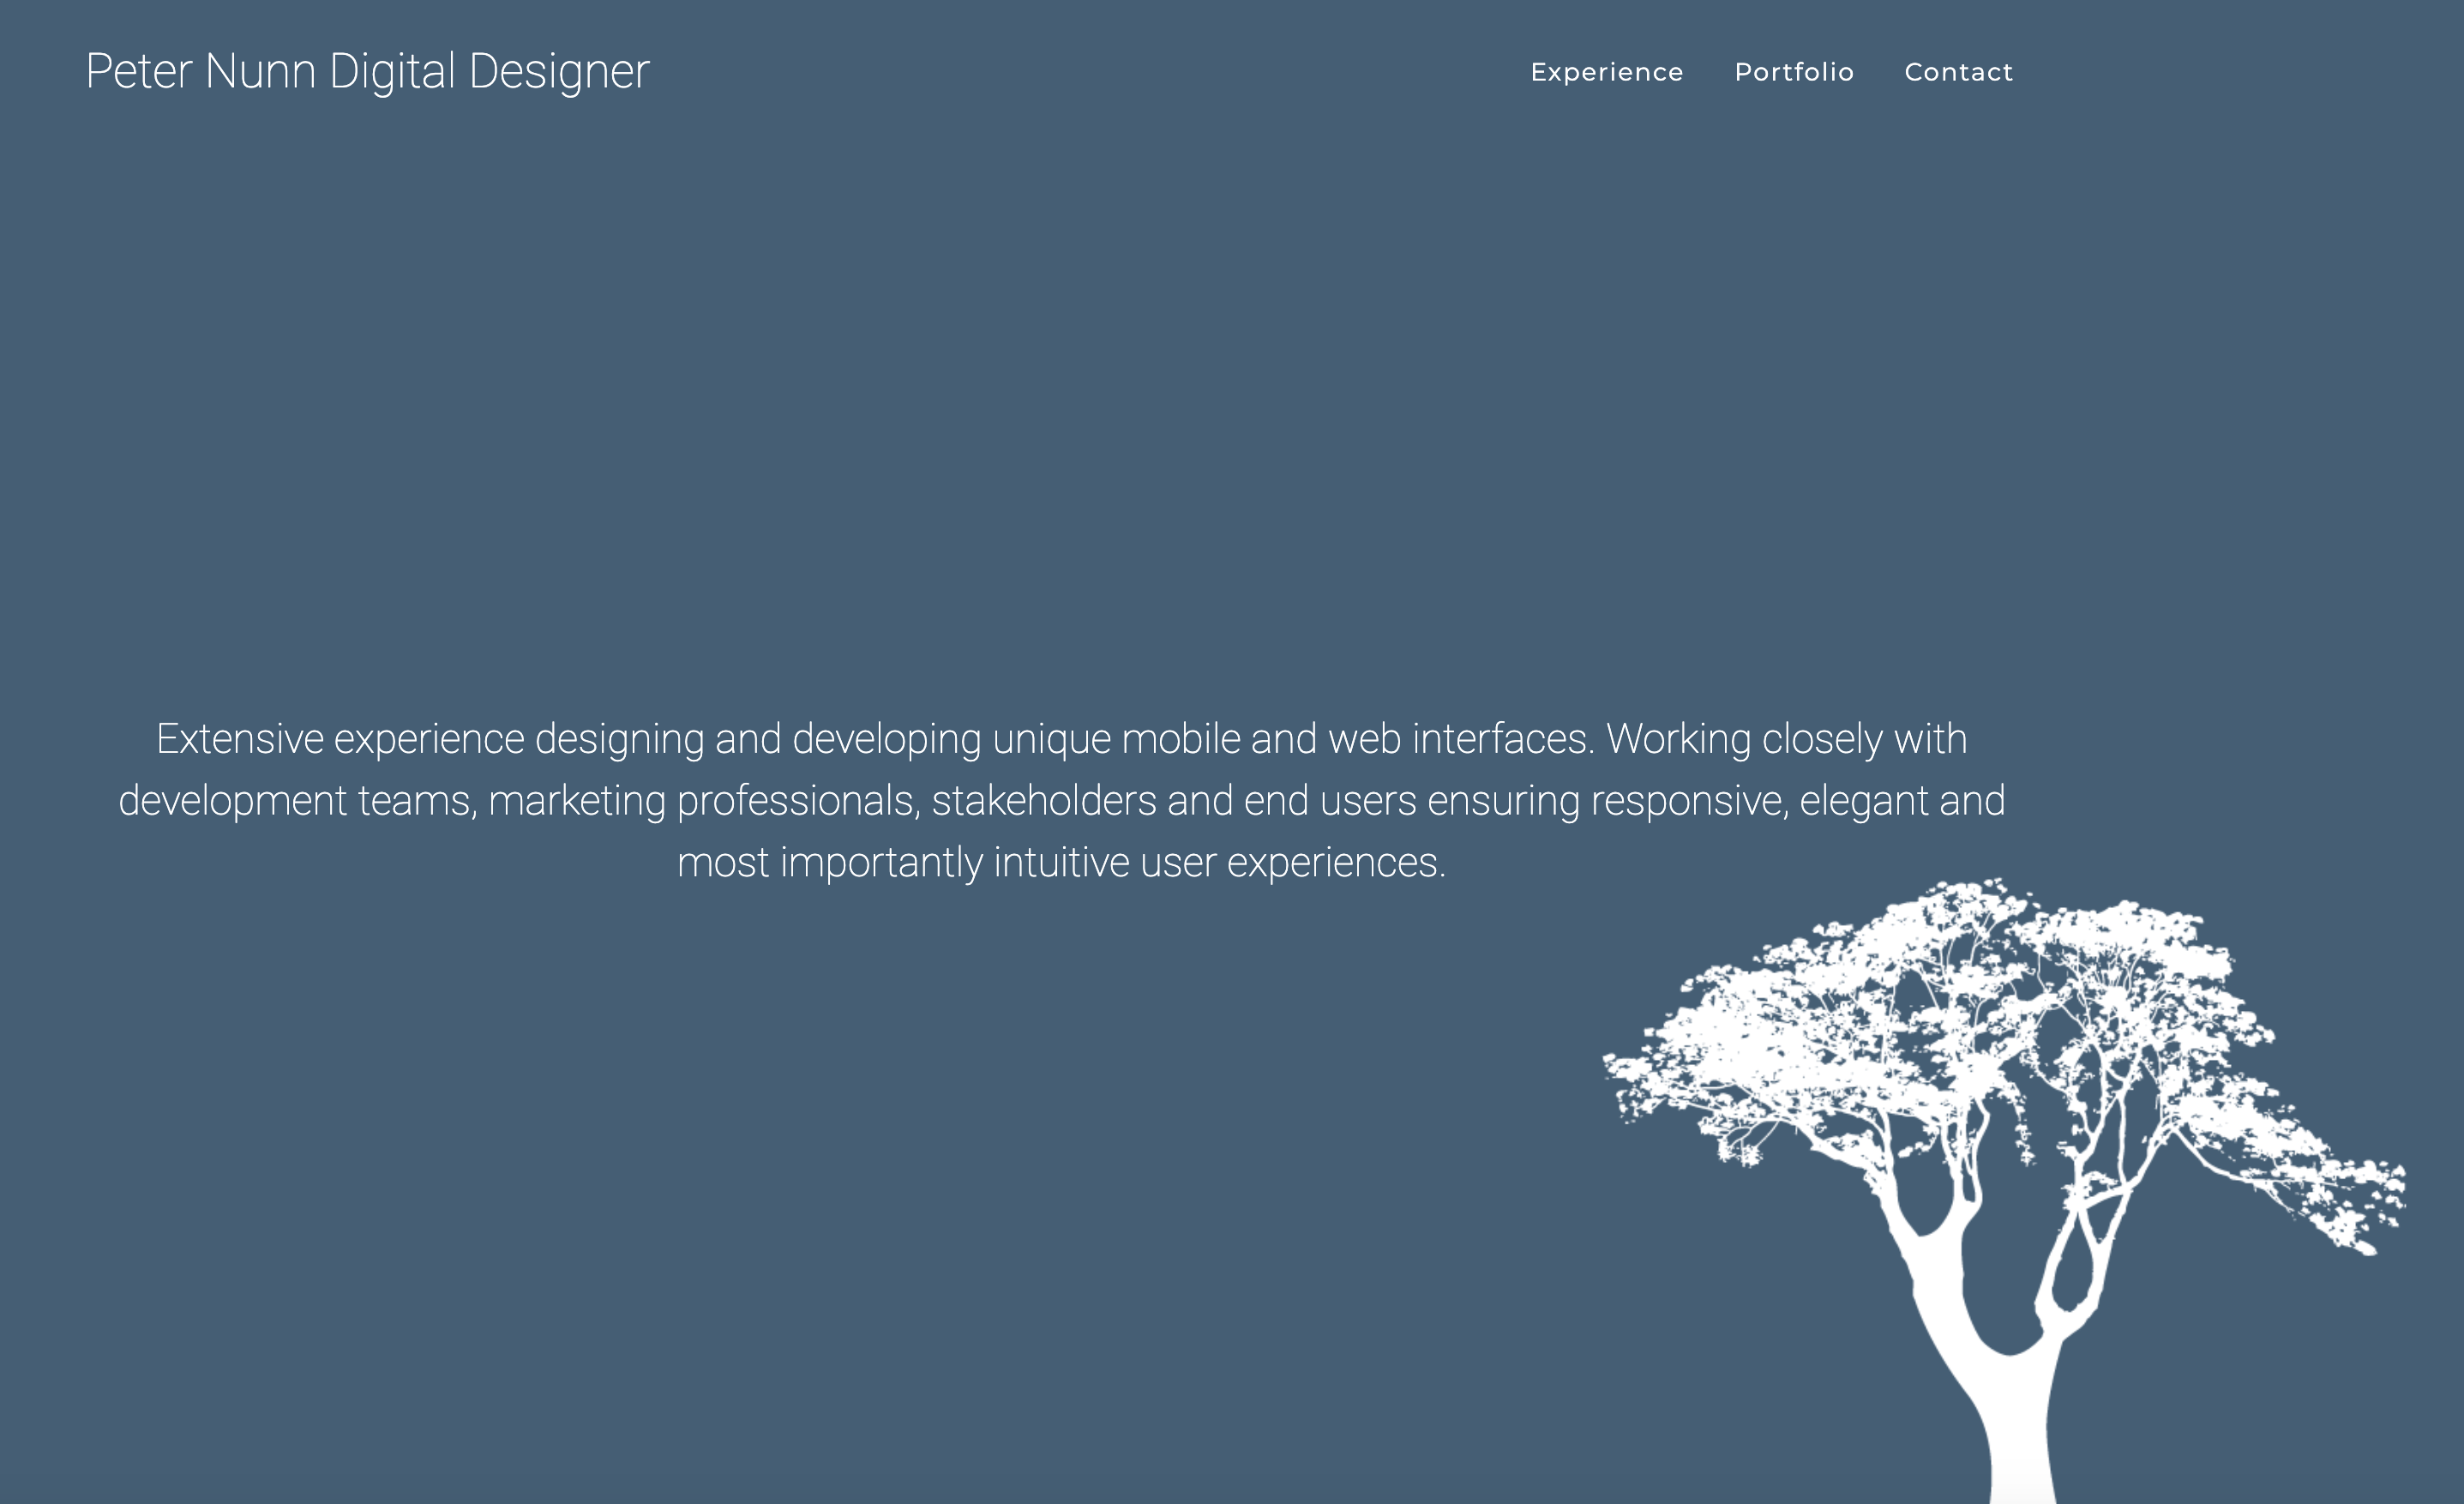 Peter Nunn Digital Designer
Experience Portfolio Contact
Extensive experience designing and developing unique mobile and web interfaces. Working closely with
development teams, marketing professionals, stakeholders and end users ensuring responsive, elegant and
most importantly intuitive user experiences.